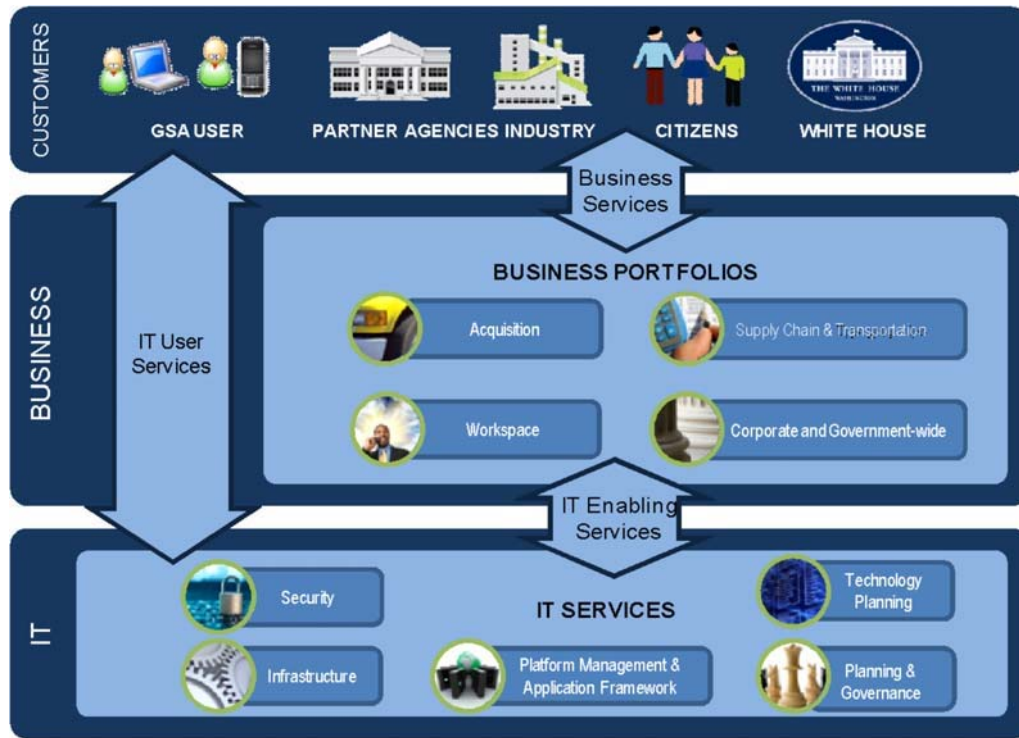 CUSTOMERS
THE WHITE HOUSE
WASHINGTON
GSA USER
PARTNER AGENCIES INDUSTRY
CITIZENS
WHITE HOUSE
Business
Services
BUSINESS
IT User
Services
BUSINESS PORTFOLIOS
Acquisition
Supply Chain & Transportation
Workspace
Corporate and Government-wide
IT Enabling
Services
IT
Security
IT SERVICES
Technology
Planning
Infrastructure
Platform Management &
Application Framework
Planning &
Governance